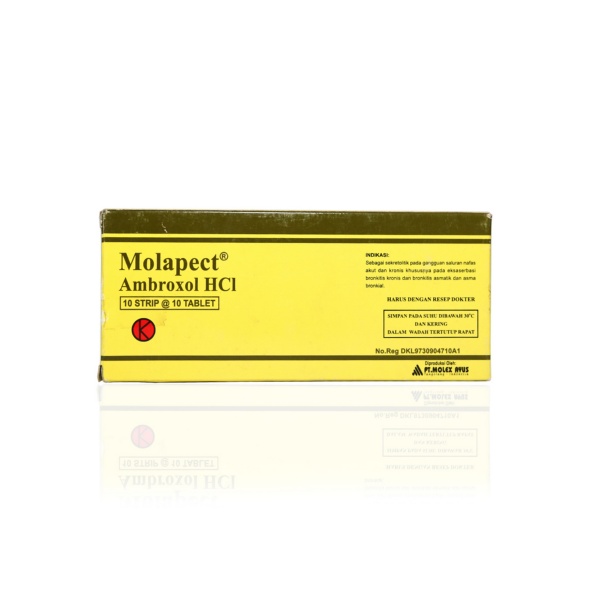 Molapect®
Ambroxol HCl
10 STRIP @ 10 TABLET
K
INDIKASI:
Sebagai sekretolitik pada gangguan saluran nafas
akut dan kronis khususnya pada eksaserbasi
bronkitis kronis dan bronkitis asmatik dan asma
bronkial.
HARUS DENGAN RESEP DOKTER
SIMPAN PADA SUHU DIBAWAH 30°C
DAN KERING
DALAM WADAH TERTUTUP RAPAT
No.Reg DKL9730904710A1
Diproduksi Oleh:
PT.MOLEX AYUS